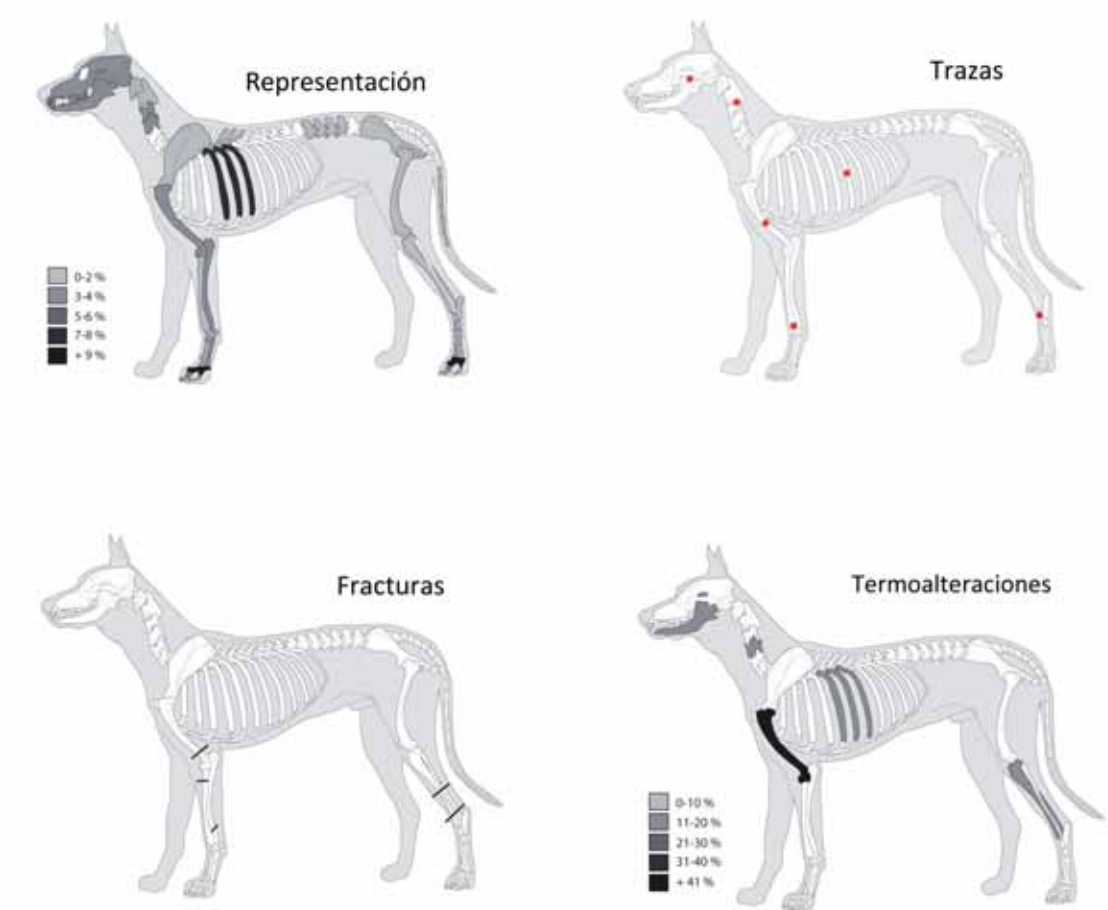 Representación
0-2 %
3-4 %
5-6 %
7-8 %
+ 9 %
Trazas
Fracturas
Termoalteraciones
0-10 %
11-20 %
21-30 %
31-40 %
+ 41 %